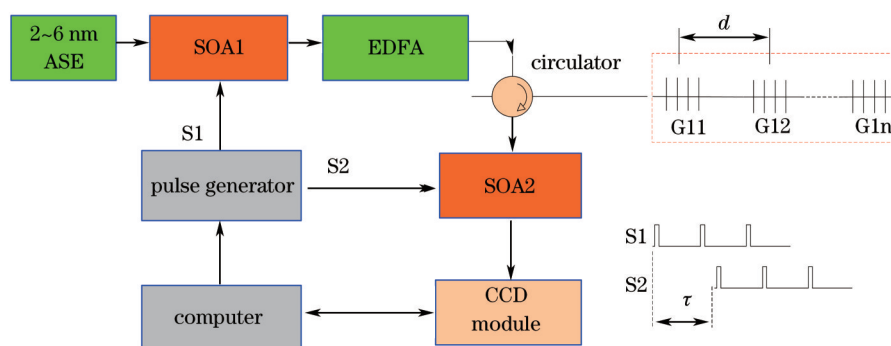 2~6 nm
ASE
SOA1
EDFA
circulator
d
G11
G12
G1n
S1
pulse generator
S2
SOA2
S1
S2
τ
computer
CCD
module